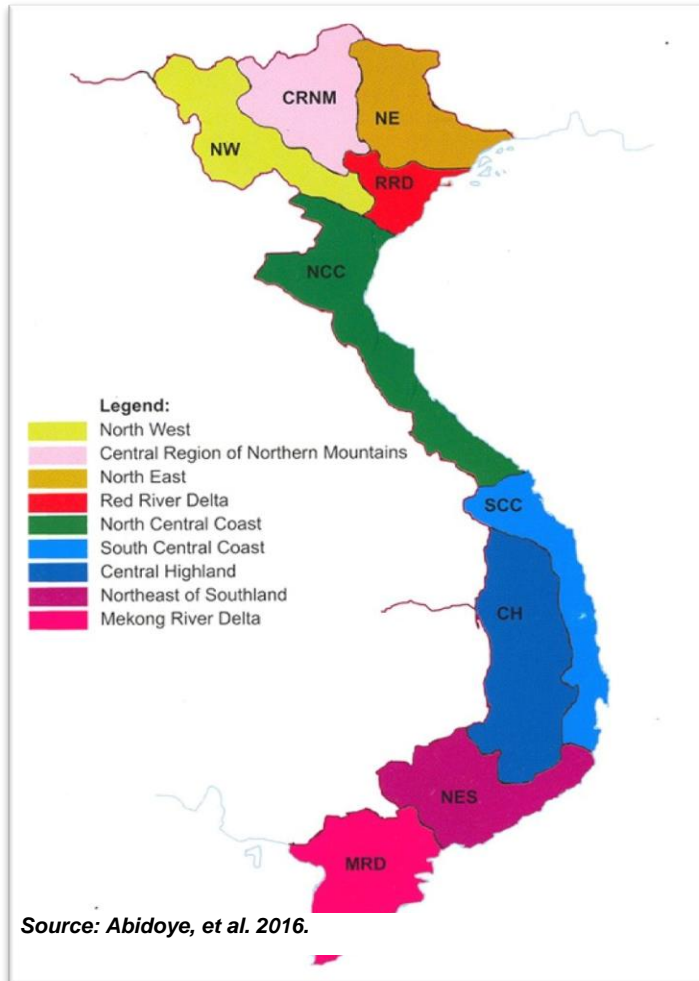 CRNM
NE
NW
RRD
NCC
Legend:
North West
Central Region of Northern Mountains
North East
Red River Delta
North Central Coast
South Central Coast
Central Highland
Northeast of Southland
Mekong River Delta
SCC
CH
NES
MRD
Source: Abidoye, et al. 2016.